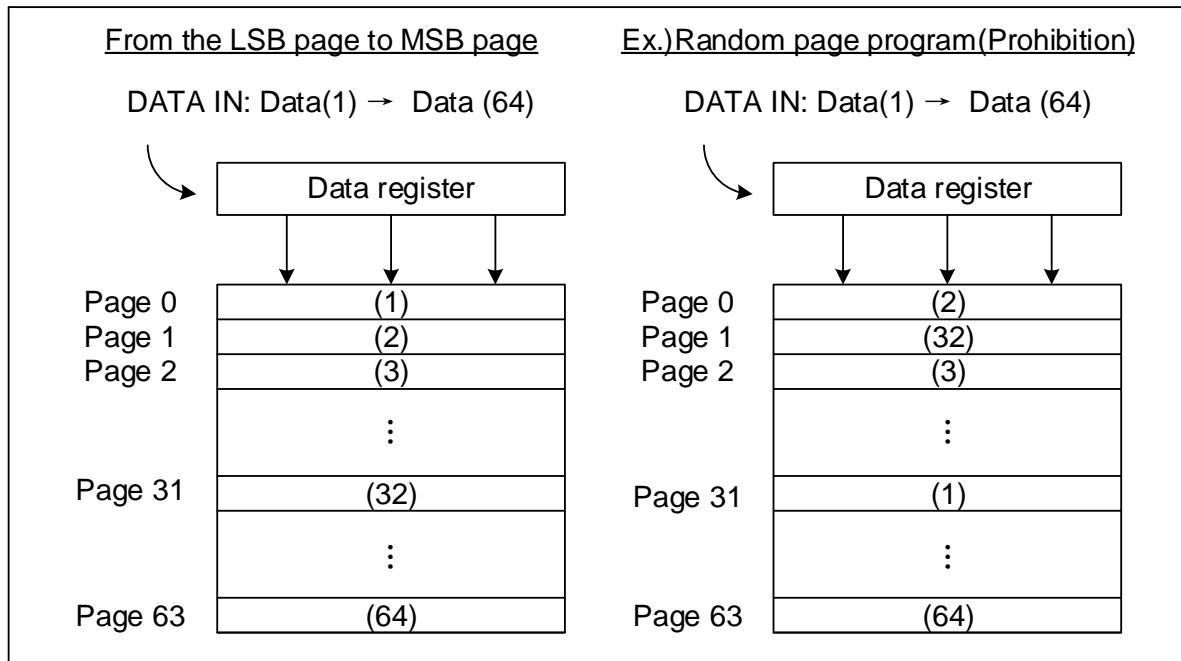 From the LSB page to MSB page
DATA IN: Data(1) → Data (64)
Data register
Page 0 (1)
Page 1 (2)
Page 2 (3)
⋮
Page 31 (32)
⋮
Page 63 (64)
Ex.)Random page program(Prohibition)
DATA IN: Data(1) → Data (64)
Data register
Page 0 (2)
Page 1 (32)
Page 2 (3)
⋮
Page 31 (1)
⋮
Page 63 (64)